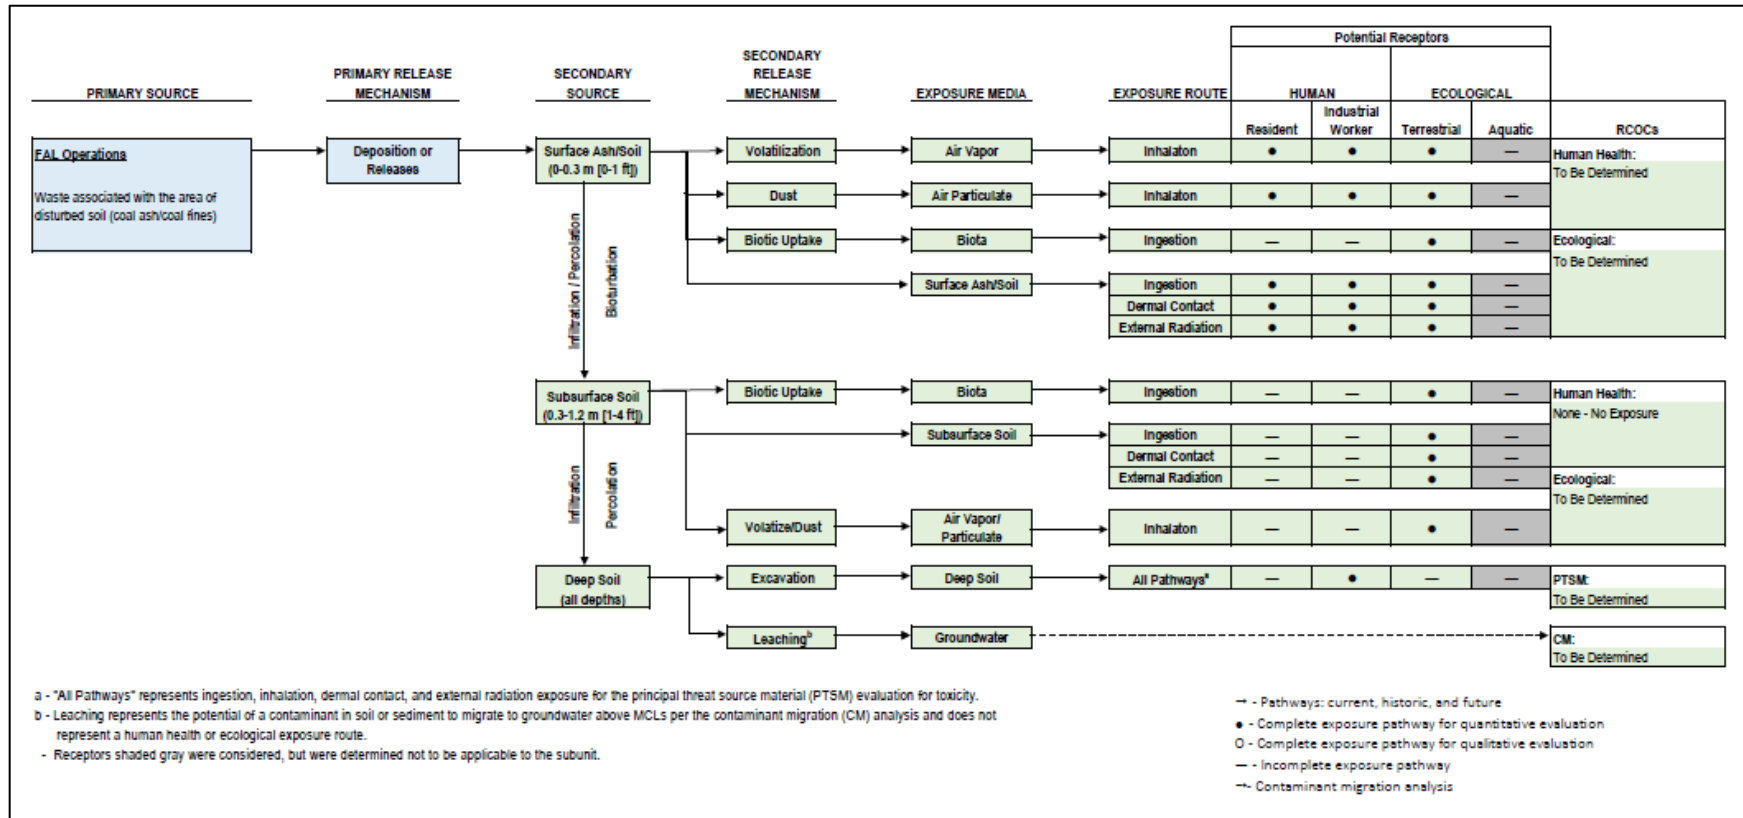 Potential Receptors
PRIMARY SOURCE
PRIMARY RELEASE
MECHANISM
SECONDARY
SOURCE
SECONDARY
RELEASE
MECHANISM
EXPOSURE MEDIA
EXPOSURE ROUTE
HUMAN
ECOLOGICAL
Resident
Industrial
Worker
Terrestrial
Aquatic
RCOCs
FAL Operations
Waste associated with the area of
disturbed soil (coal ash/coal fines)
Deposition or
Releases
Surface Ash/Soil
(0-0.3 m [0-1 ft])
Volatilization
Air Vapor
Inhalaton
● ● ● —
Human Health:
To Be Determined
Dust
Air Particulate
Inhalaton
● ● ● —
Biotic Uptake
Biota
Ingestion
— — ● —
Ecological:
To Be Determined
Surface Ash/Soil
Ingestion
● ● ● —
Dermal Contact
● ● ● —
External Radiation
● ● ● —
Infiltration / Percolation
Bioturbation
Subsurface Soil
(0.3-1.2 m [1-4 ft])
Biotic Uptake
Biota
Ingestion
— — ● —
Human Health:
None - No Exposure
Subsurface Soil
Ingestion
— — ● —
Dermal Contact
— — ● —
External Radiation
— — ● —
Ecological:
To Be Determined
Infiltration
Percolation
Volatize/Dust
Air Vapor/
Particulate
Inhalaton
— — ● —
Deep Soil
(all depths)
Excavation
Deep Soil
All Pathwaysª
— ● — —
PTSM:
To Be Determined
Leachingᵇ
Groundwater
CM:
To Be Determined
a - "All Pathways" represents ingestion, inhalation, dermal contact, and external radiation exposure for the principal threat source material (PTSM) evaluation for toxicity.
b - Leaching represents the potential of a contaminant in soil or sediment to migrate to groundwater above MCLs per the contaminant migration (CM) analysis and does not
represent a human health or ecological exposure route.
- Receptors shaded gray were considered, but were determined not to be applicable to the subunit.
→ - Pathways: current, historic, and future
● - Complete exposure pathway for quantitative evaluation
O - Complete exposure pathway for qualitative evaluation
— - Incomplete exposure pathway
⇢ - Contaminant migration analysis